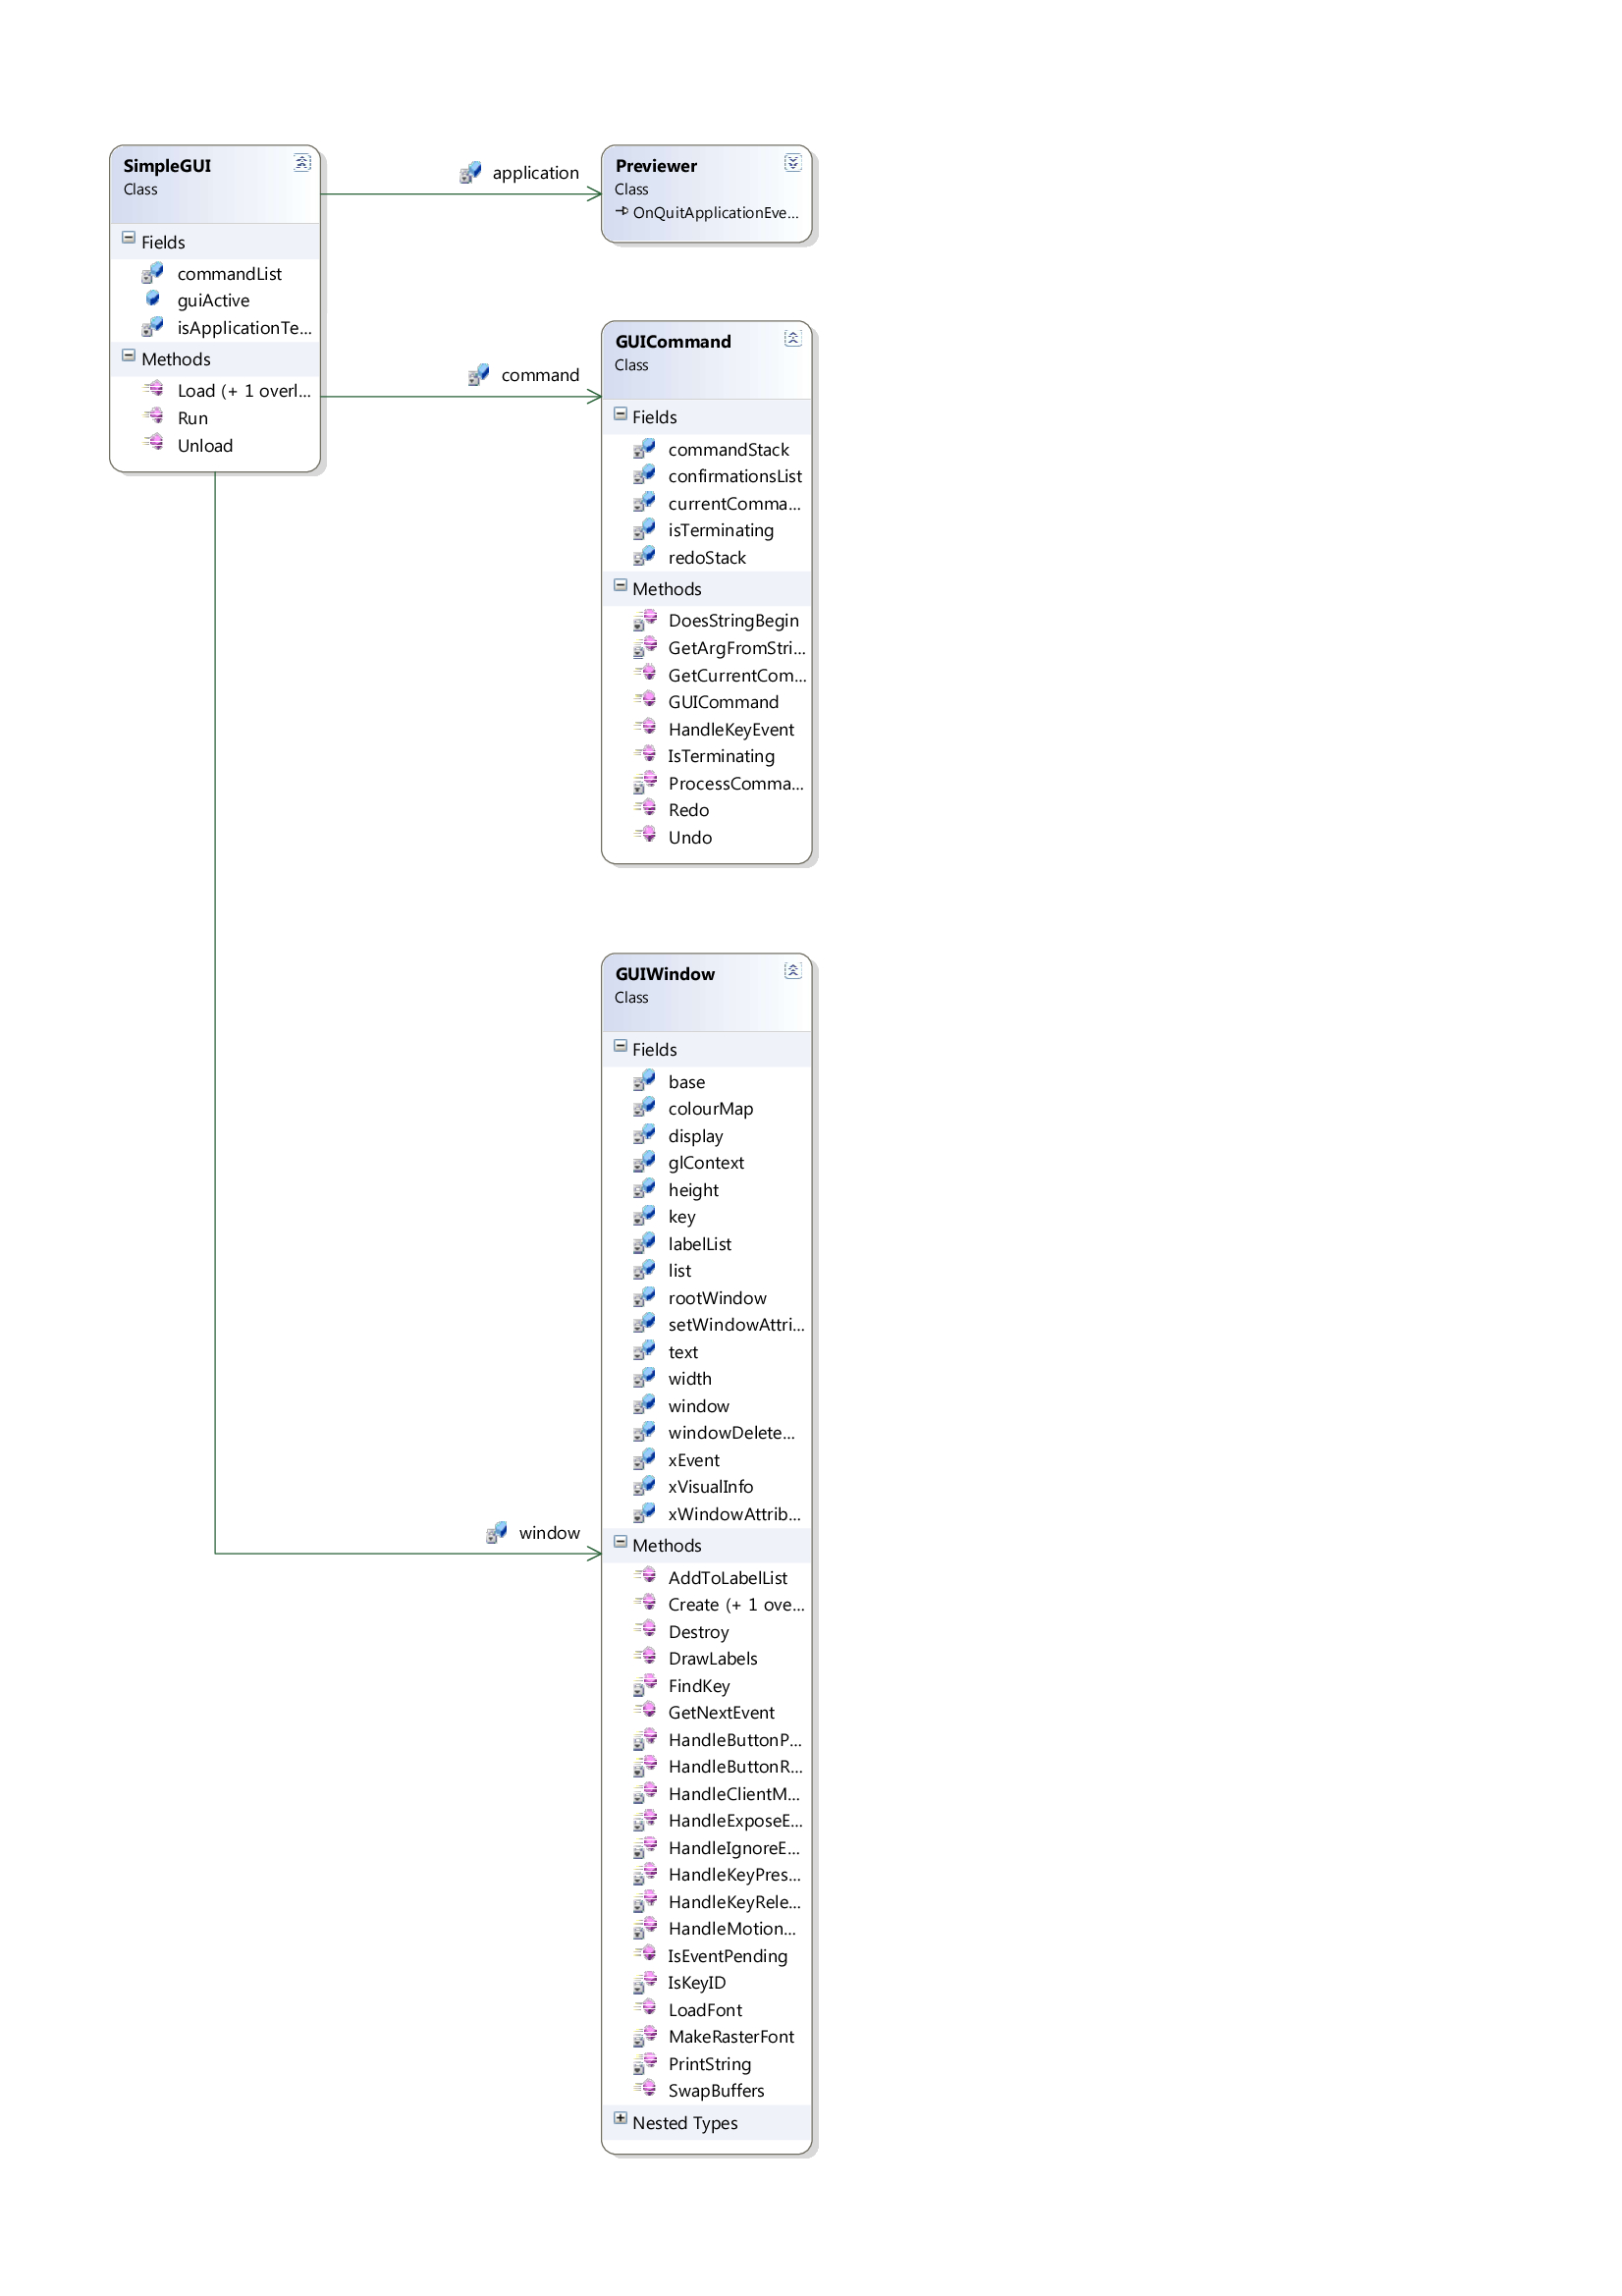 SimpleGUI
Class
Fields
commandList
guiActive
isApplicationTe...
Methods
Load (+ 1 overl...
Run
Unload
application
command
window
Previewer
Class
OnQuitApplicationEve...
GUICommand
Class
Fields
commandStack
confirmationsList
currentComma...
isTerminating
redoStack
Methods
DoesStringBegin
GetArgFromStri...
GetCurrentCom...
GUICommand
HandleKeyEvent
IsTerminating
ProcessComma...
Redo
Undo
GUIWindow
Class
Fields
base
colourMap
display
glContext
height
key
labelList
list
rootWindow
setWindowAttri...
text
width
window
windowDelete...
xEvent
xVisualInfo
xWindowAttrib...
Methods
AddToLabelList
Create (+ 1 ove...
Destroy
DrawLabels
FindKey
GetNextEvent
HandleButtonP...
HandleButtonR...
HandleClientM...
HandleExposeE...
HandleIgnoreE...
HandleKeyPres...
HandleKeyRele...
HandleMotion...
IsEventPending
IsKeyID
LoadFont
MakeRasterFont
PrintString
SwapBuffers
Nested Types